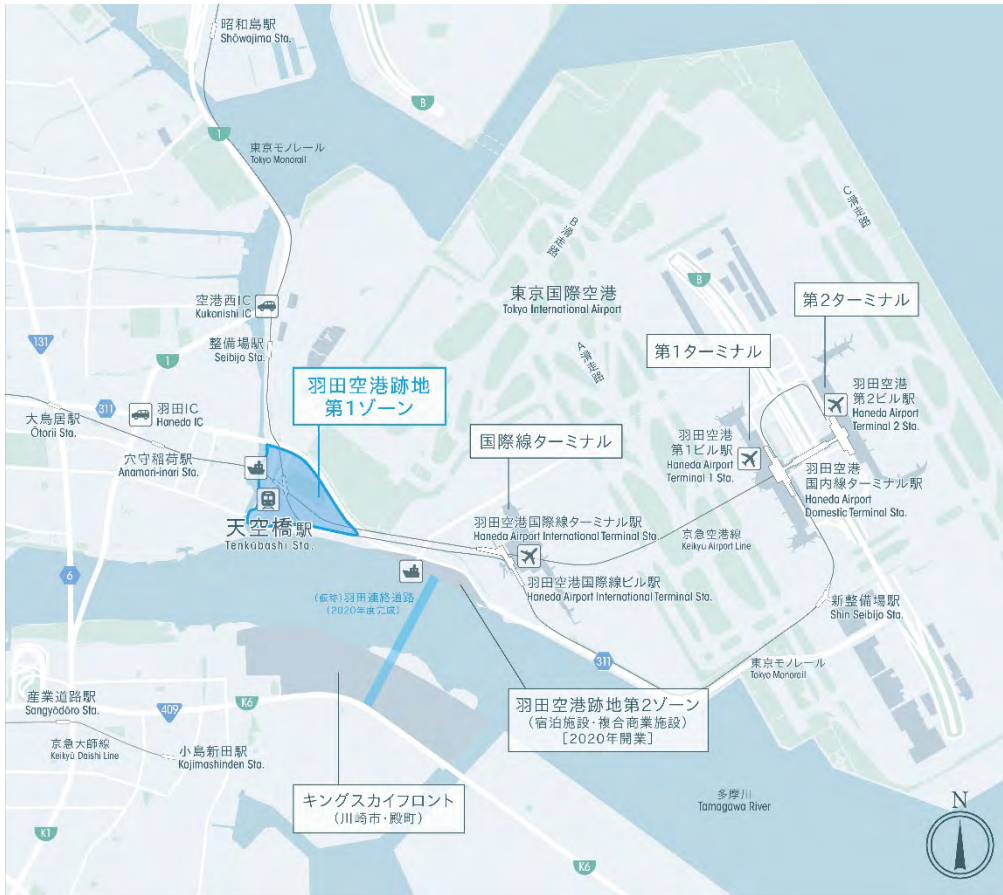 昭和島駅
Shōwajima Sta.
B
1
東京モノレール
Tokyo Monorail
C滑走路
B滑走路
空港西IC
Kukonishi IC
東京国際空港
Tokyo International Airport
B
第2ターミナル
整備場駅
Seibijo Sta.
131
1
第1ターミナル
A滑走路
羽田空港跡地
第1ゾーン
羽田空港
第2ビル駅
Haneda Airport
Terminal 2 Sta.
311
大鳥居駅
Ōtorii Sta.
羽田IC
Haneda IC
国際線ターミナル
羽田空港
第1ビル駅
Haneda Airport
Terminal 1 Sta.
穴守稲荷駅
Anamori-inari Sta.
羽田空港
国内線ターミナル駅
Haneda Airport
Domestic Terminal Sta.
天空橋駅
Tenkūbashi Sta.
羽田空港国際線ターミナル駅
Haneda Airport International Terminal Sta.
京急空港線
Keikyu Airport Line
6
(仮称)羽田連絡道路
(2020年度完成)
羽田空港国際線ビル駅
Haneda Airport International Terminal Sta.
新整備場駅
Shin Seibijo Sta.
311
東京モノレール
Tokyo Monorail
産業道路駅
Sangyōdōro Sta.
409
K6
羽田空港跡地第2ゾーン
(宿泊施設・複合商業施設)
[2020年開業]
京急大師線
Keikyū Daishi Line
小島新田駅
Kojimashinden Sta.
キングスカイフロント
(川崎市・殿町)
多摩川
Tamagawa River
N
K1
K6